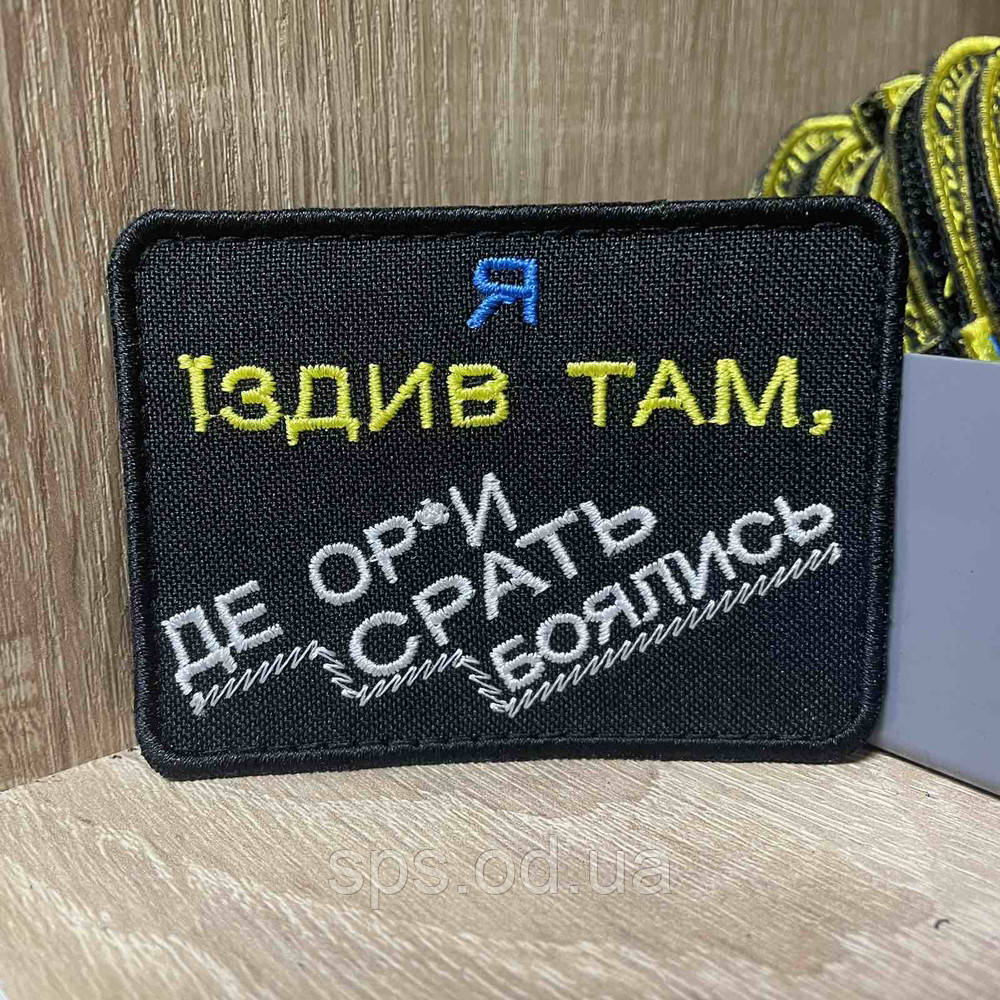 Я
ЇЗДИВ ТАМ,
ДЕ ОР*И
СРАТЬ
БОЯЛИСЬ
sps.od.ua